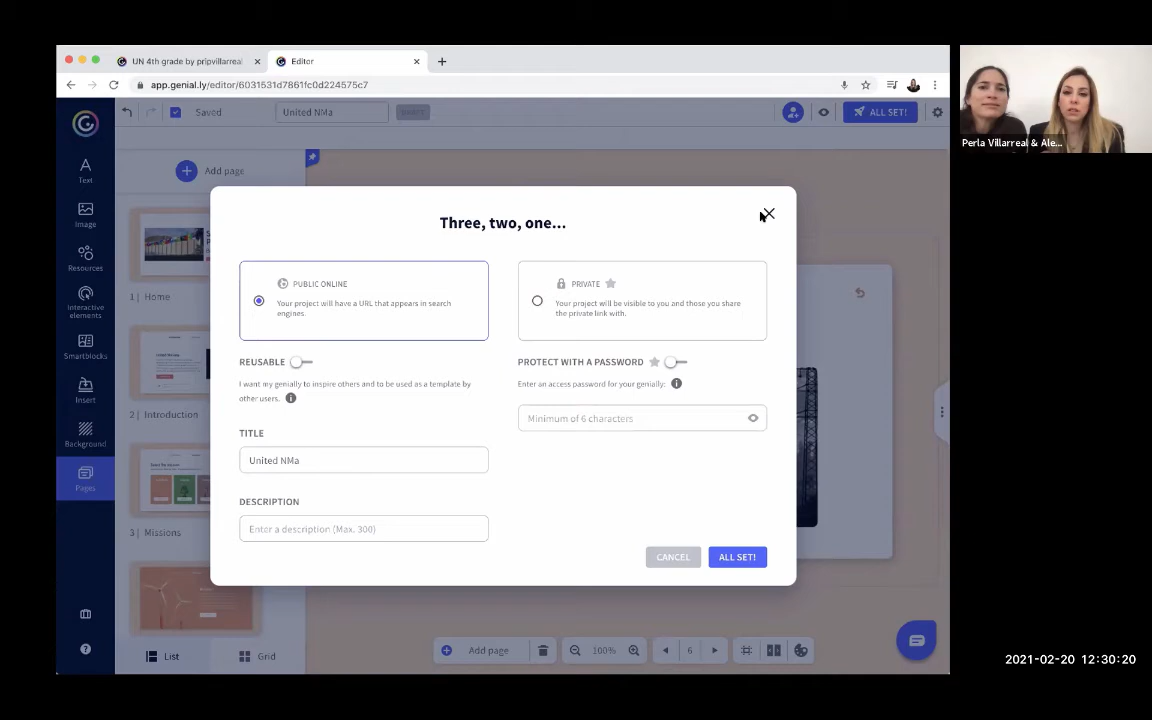 UN 4th grade by pripvillarreal
Editor
app.genial.ly/editor/6031531d7861fc0d224575c7
Saved
United NMa
ALL SET!
Perla Villarreal & Ale...
Text
Image
Resources
Interactive
elements
Smartblocks
Insert
Background
Pages
Add page
1 | Home
2 | Introduction
3 | Missions
List
Grid
Three, two, one...
PUBLIC ONLINE
Your project will have a URL that appears in search
engines.
PRIVATE
Your project will be visible to you and those you share
the private link with.
REUSABLE
I want my genially to inspire others and to be used as a template by
other users.
PROTECT WITH A PASSWORD
Enter an access password for your genially:
Minimum of 6 characters
TITLE
United NMa
DESCRIPTION
Enter a description (Max. 300)
CANCEL
ALL SET!
Add page
100%
6
2021-02-20 12:30:20